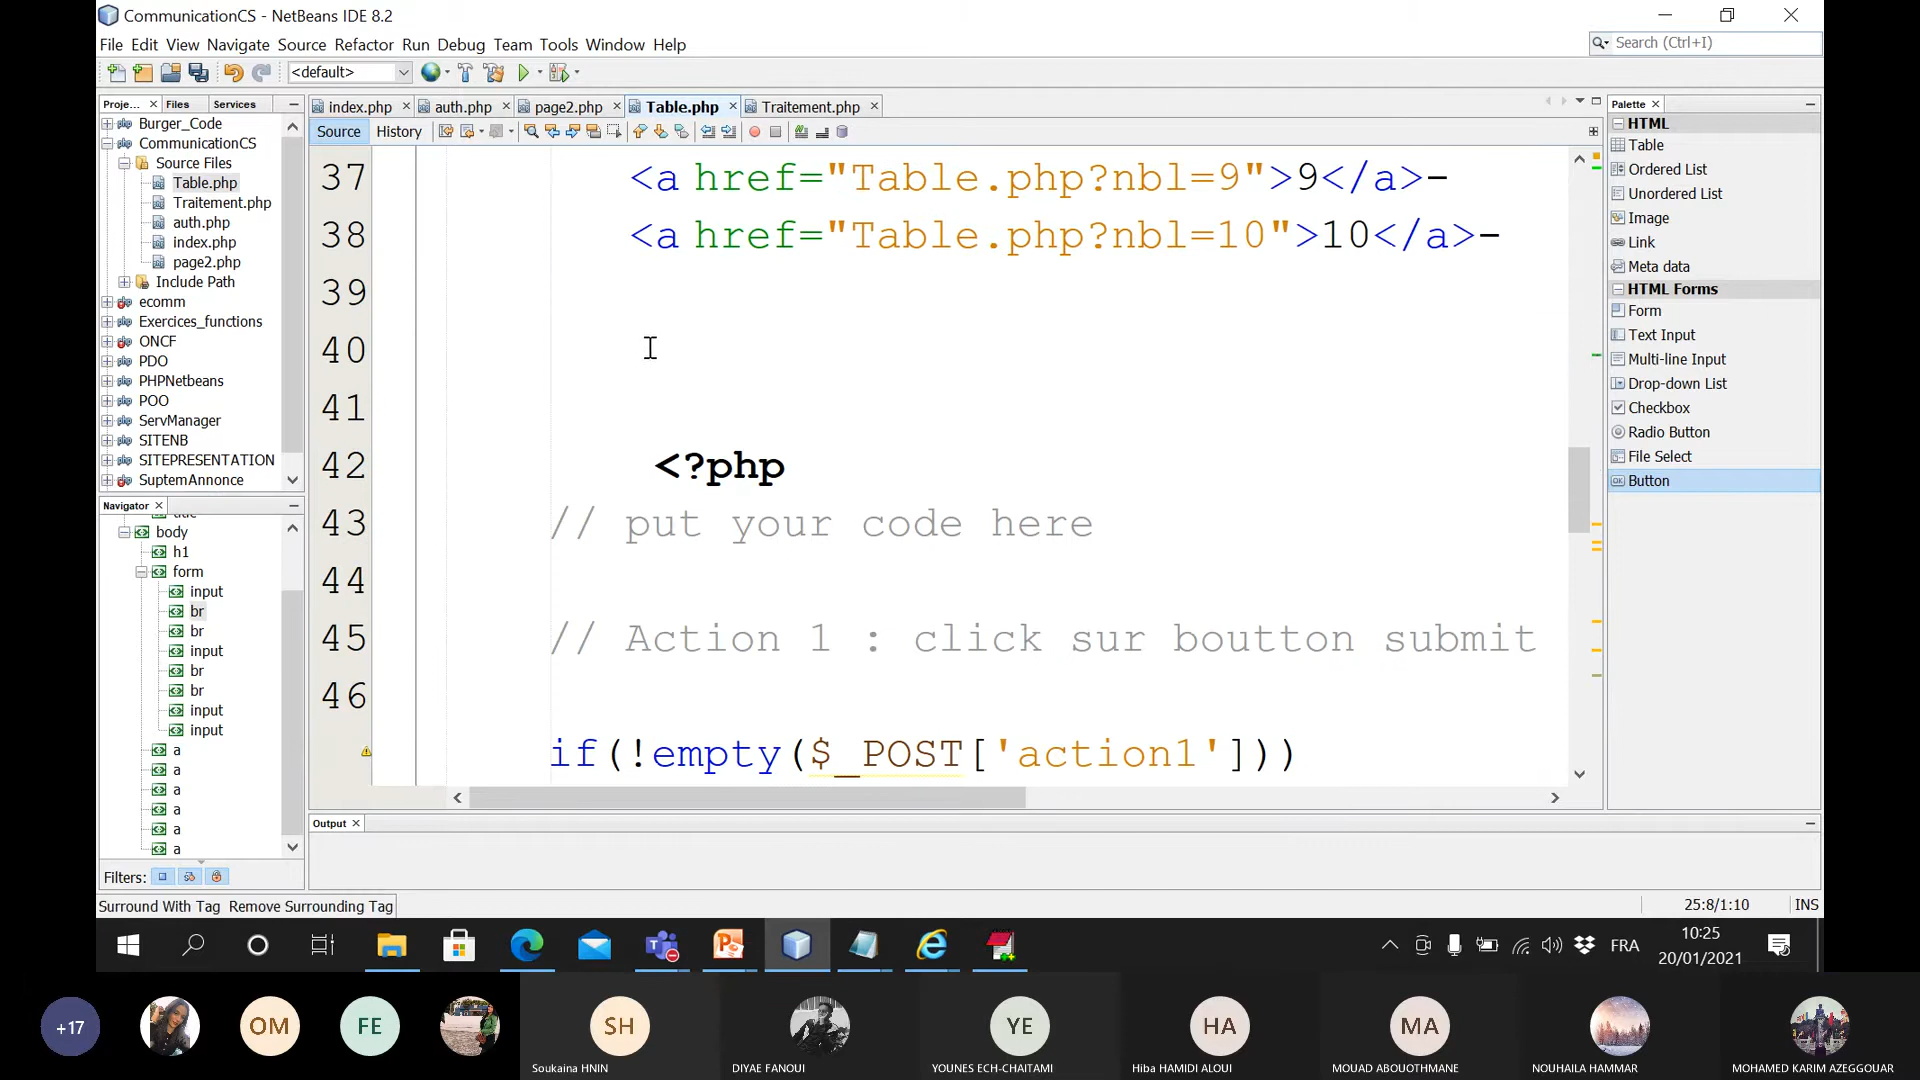 CommunicationCS - NetBeans IDE 8.2
File Edit View Navigate Source Refactor Run Debug Team Tools Window Help
Search (Ctrl+I)
<default>
Proje... Files Services
index.php auth.php page2.php Table.php Traitement.php
Palette
Source History
Burger_Code
CommunicationCS
Source Files
Table.php
Traitement.php
auth.php
index.php
page2.php
Include Path
ecomm
Exercices_functions
ONCF
PDO
PHPNetbeans
POO
ServManager
SITENB
SITEPRESENTATION
SuptemAnnonce
Navigator
body
h1
form
input
br
br
input
br
br
input
input
a
a
a
a
a
a
Filters:
37 <a href="Table.php?nbl=9">9</a>-
38 <a href="Table.php?nbl=10">10</a>-
39
40
41
42 <?php
43 // put your code here
44
45 // Action 1 : click sur boutton submit
46
if(!empty($_POST['action1']))
HTML
Table
Ordered List
Unordered List
Image
Link
Meta data
HTML Forms
Form
Text Input
Multi-line Input
Drop-down List
Checkbox
Radio Button
File Select
Button
Output
Surround With Tag Remove Surrounding Tag
25:8/1:10 INS
FRA
10:25
20/01/2021
+17
OM
FE
SH
YE
HA
MA
Soukaina HNIN
DIYAE FANOUI
YOUNES ECH-CHAITAMI
Hiba HAMIDI ALOUI
MOUAD ABOUOTHMANE
NOUHAILA HAMMAR
MOHAMED KARIM AZEGGOUAR